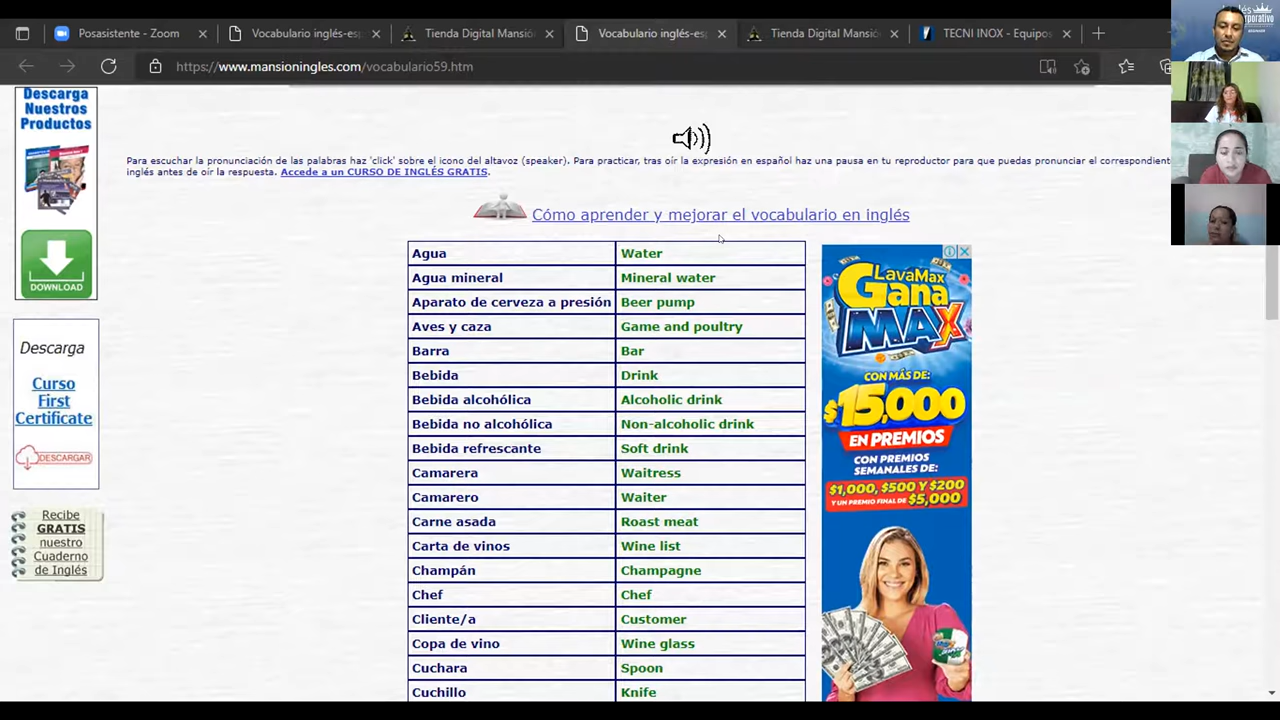 Posasistente - Zoom
Vocabulario inglés-esp
Tienda Digital Mansió
Vocabulario inglés-esp
Tienda Digital Mansió
TECNI INOX - Equipos
https://www.mansioningles.com/vocabulario59.htm
Descarga
Nuestros
Productos
DOWNLOAD
Descarga
Curso
First
Certificate
DESCARGAR
Recibe
GRATIS
nuestro
Cuaderno
de Inglés
Para escuchar la pronunciación de las palabras haz 'click' sobre el icono del altavoz (speaker). Para practicar, tras oír la expresión en español haz una pausa en tu reproductor para que puedas pronunciar el correspondiente
inglés antes de oír la respuesta. Accede a un CURSO DE INGLÉS GRATIS.
Cómo aprender y mejorar el vocabulario en inglés
Agua Water
Agua mineral Mineral water
Aparato de cerveza a presión Beer pump
Aves y caza Game and poultry
Barra Bar
Bebida Drink
Bebida alcohólica Alcoholic drink
Bebida no alcohólica Non-alcoholic drink
Bebida refrescante Soft drink
Camarera Waitress
Camarero Waiter
Carne asada Roast meat
Carta de vinos Wine list
Champán Champagne
Chef Chef
Cliente/a Customer
Copa de vino Wine glass
Cuchara Spoon
Cuchillo Knife
LavaMax
Gana
MAX
CON MÁS DE:
$15,000
EN PREMIOS
CON PREMIOS
SEMANALES DE:
$1,000, $500 Y $200
Y UN PREMIO FINAL DE $5,000